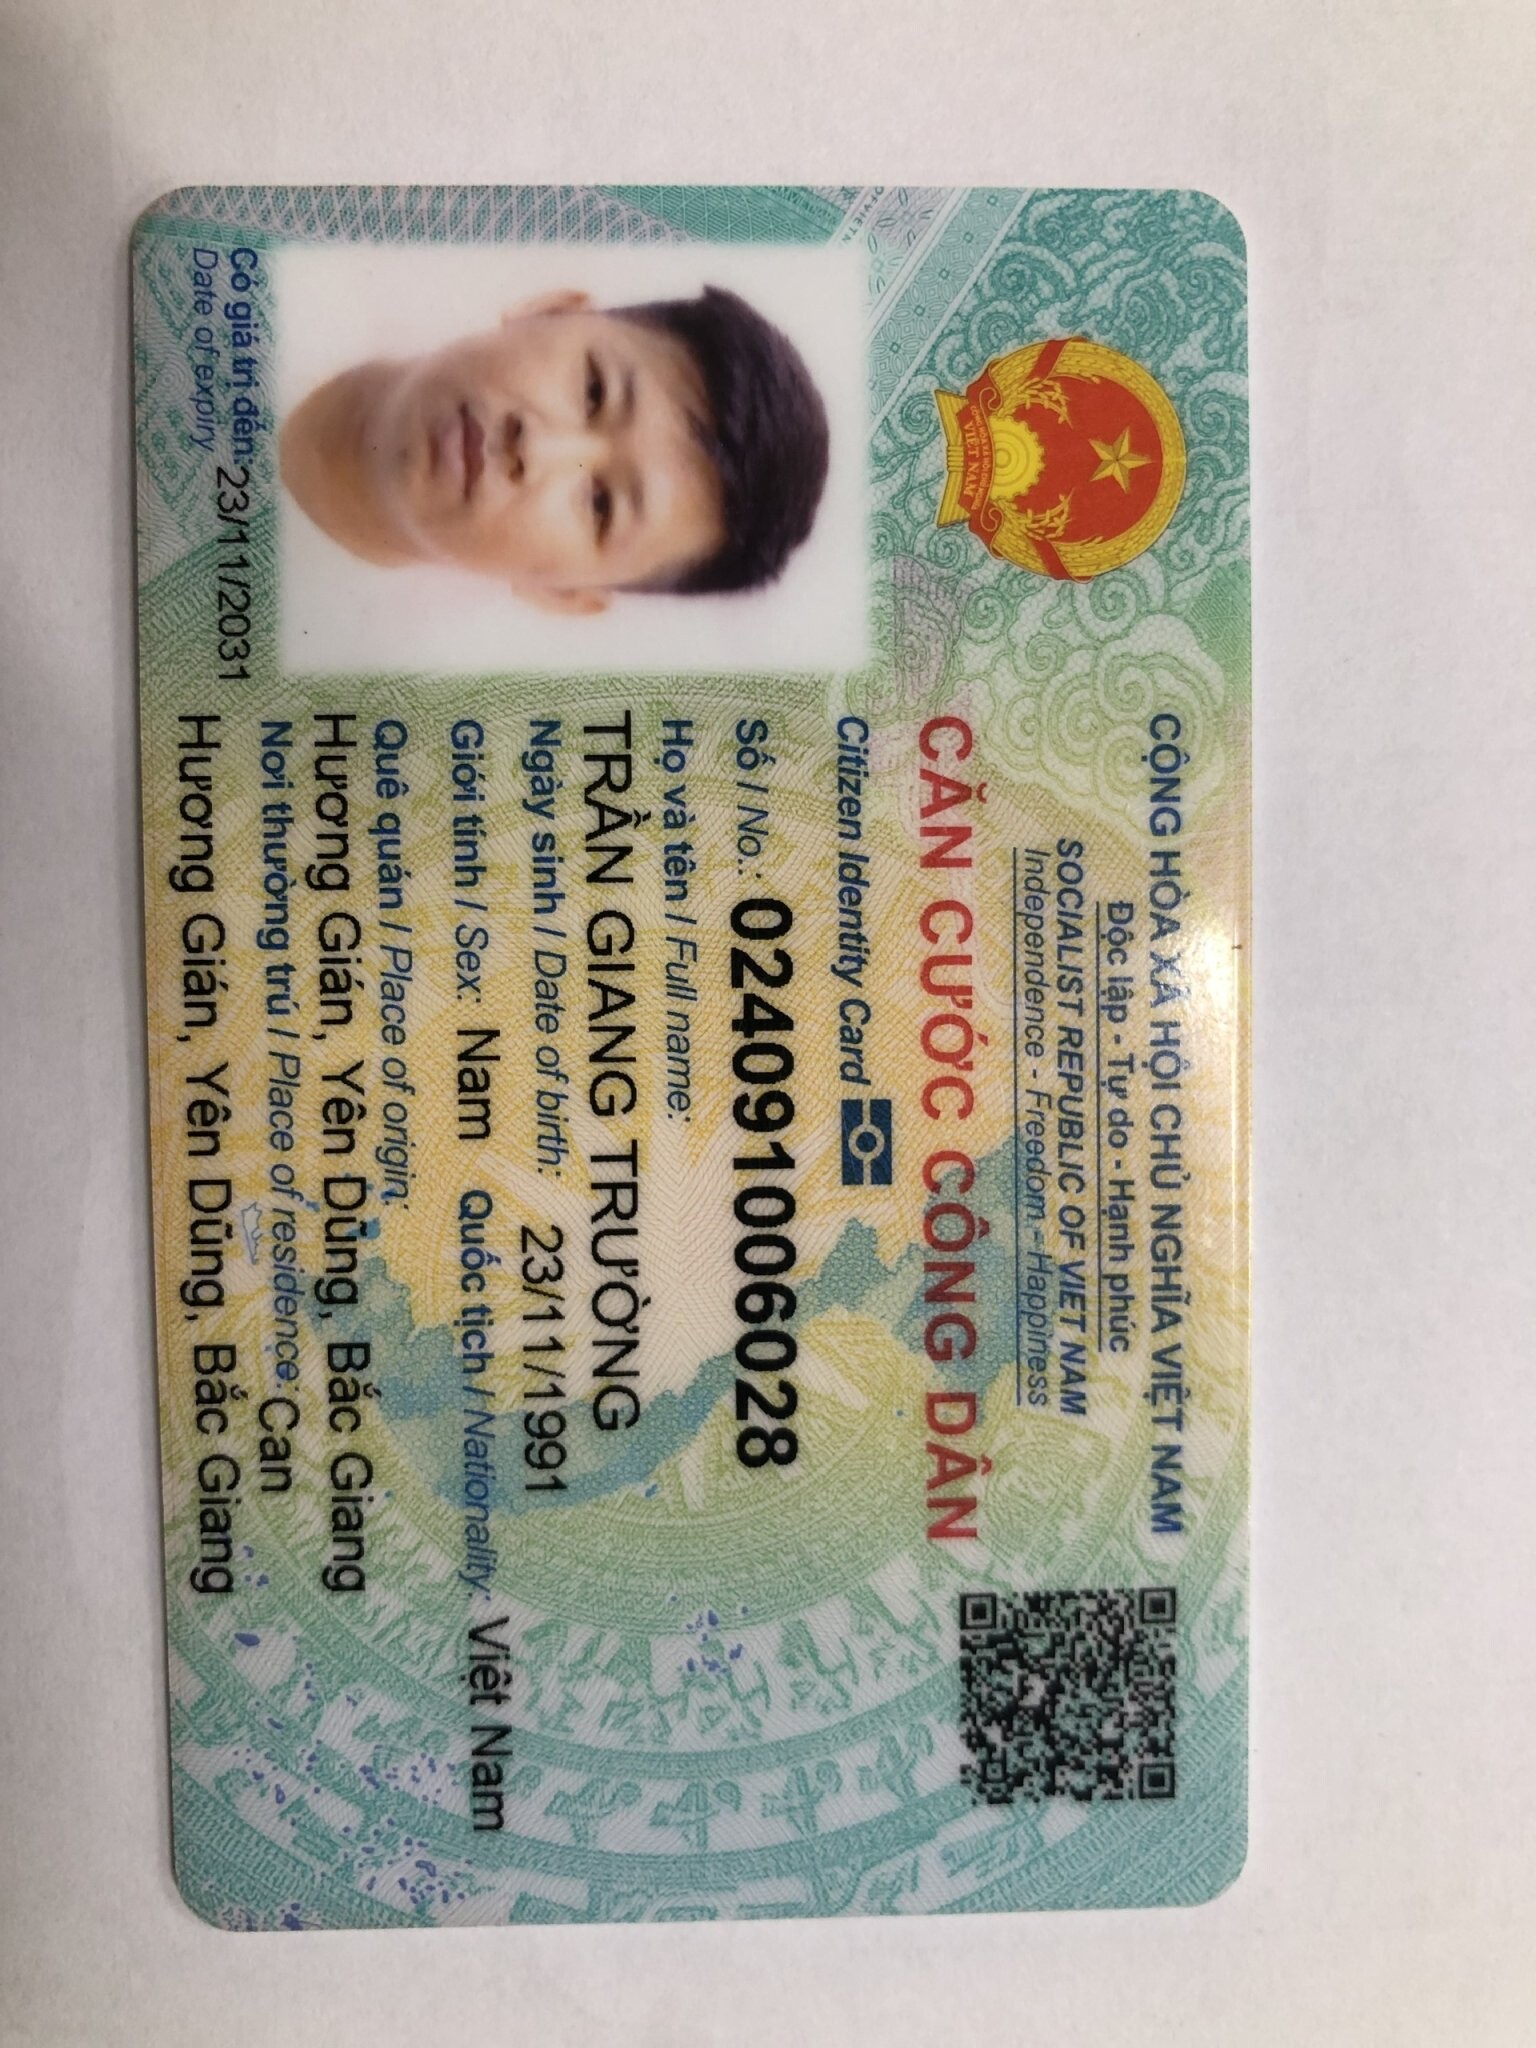 CỘNG HÒA XÃ HỘI CHỦ NGHĨA VIỆT NAM
Độc lập - Tự do - Hạnh phúc
SOCIALIST REPUBLIC OF VIET NAM
Independence - Freedom - Happiness
CĂN CƯỚC CÔNG DÂN
Citizen Identity Card
Số / No.: 024091006028
Họ và tên / Full name:
TRẦN GIANG TRƯỜNG
Ngày sinh / Date of birth: 23/11/1991
Giới tính / Sex: Nam Quốc tịch / Nationality: Việt Nam
Quê quán / Place of origin:
Hương Gián, Yên Dũng, Bắc Giang
Nơi thường trú / Place of residence: Can
Hương Gián, Yên Dũng, Bắc Giang
Có giá trị đến: 23/11/2031
Date of expiry
VIỆT NAM